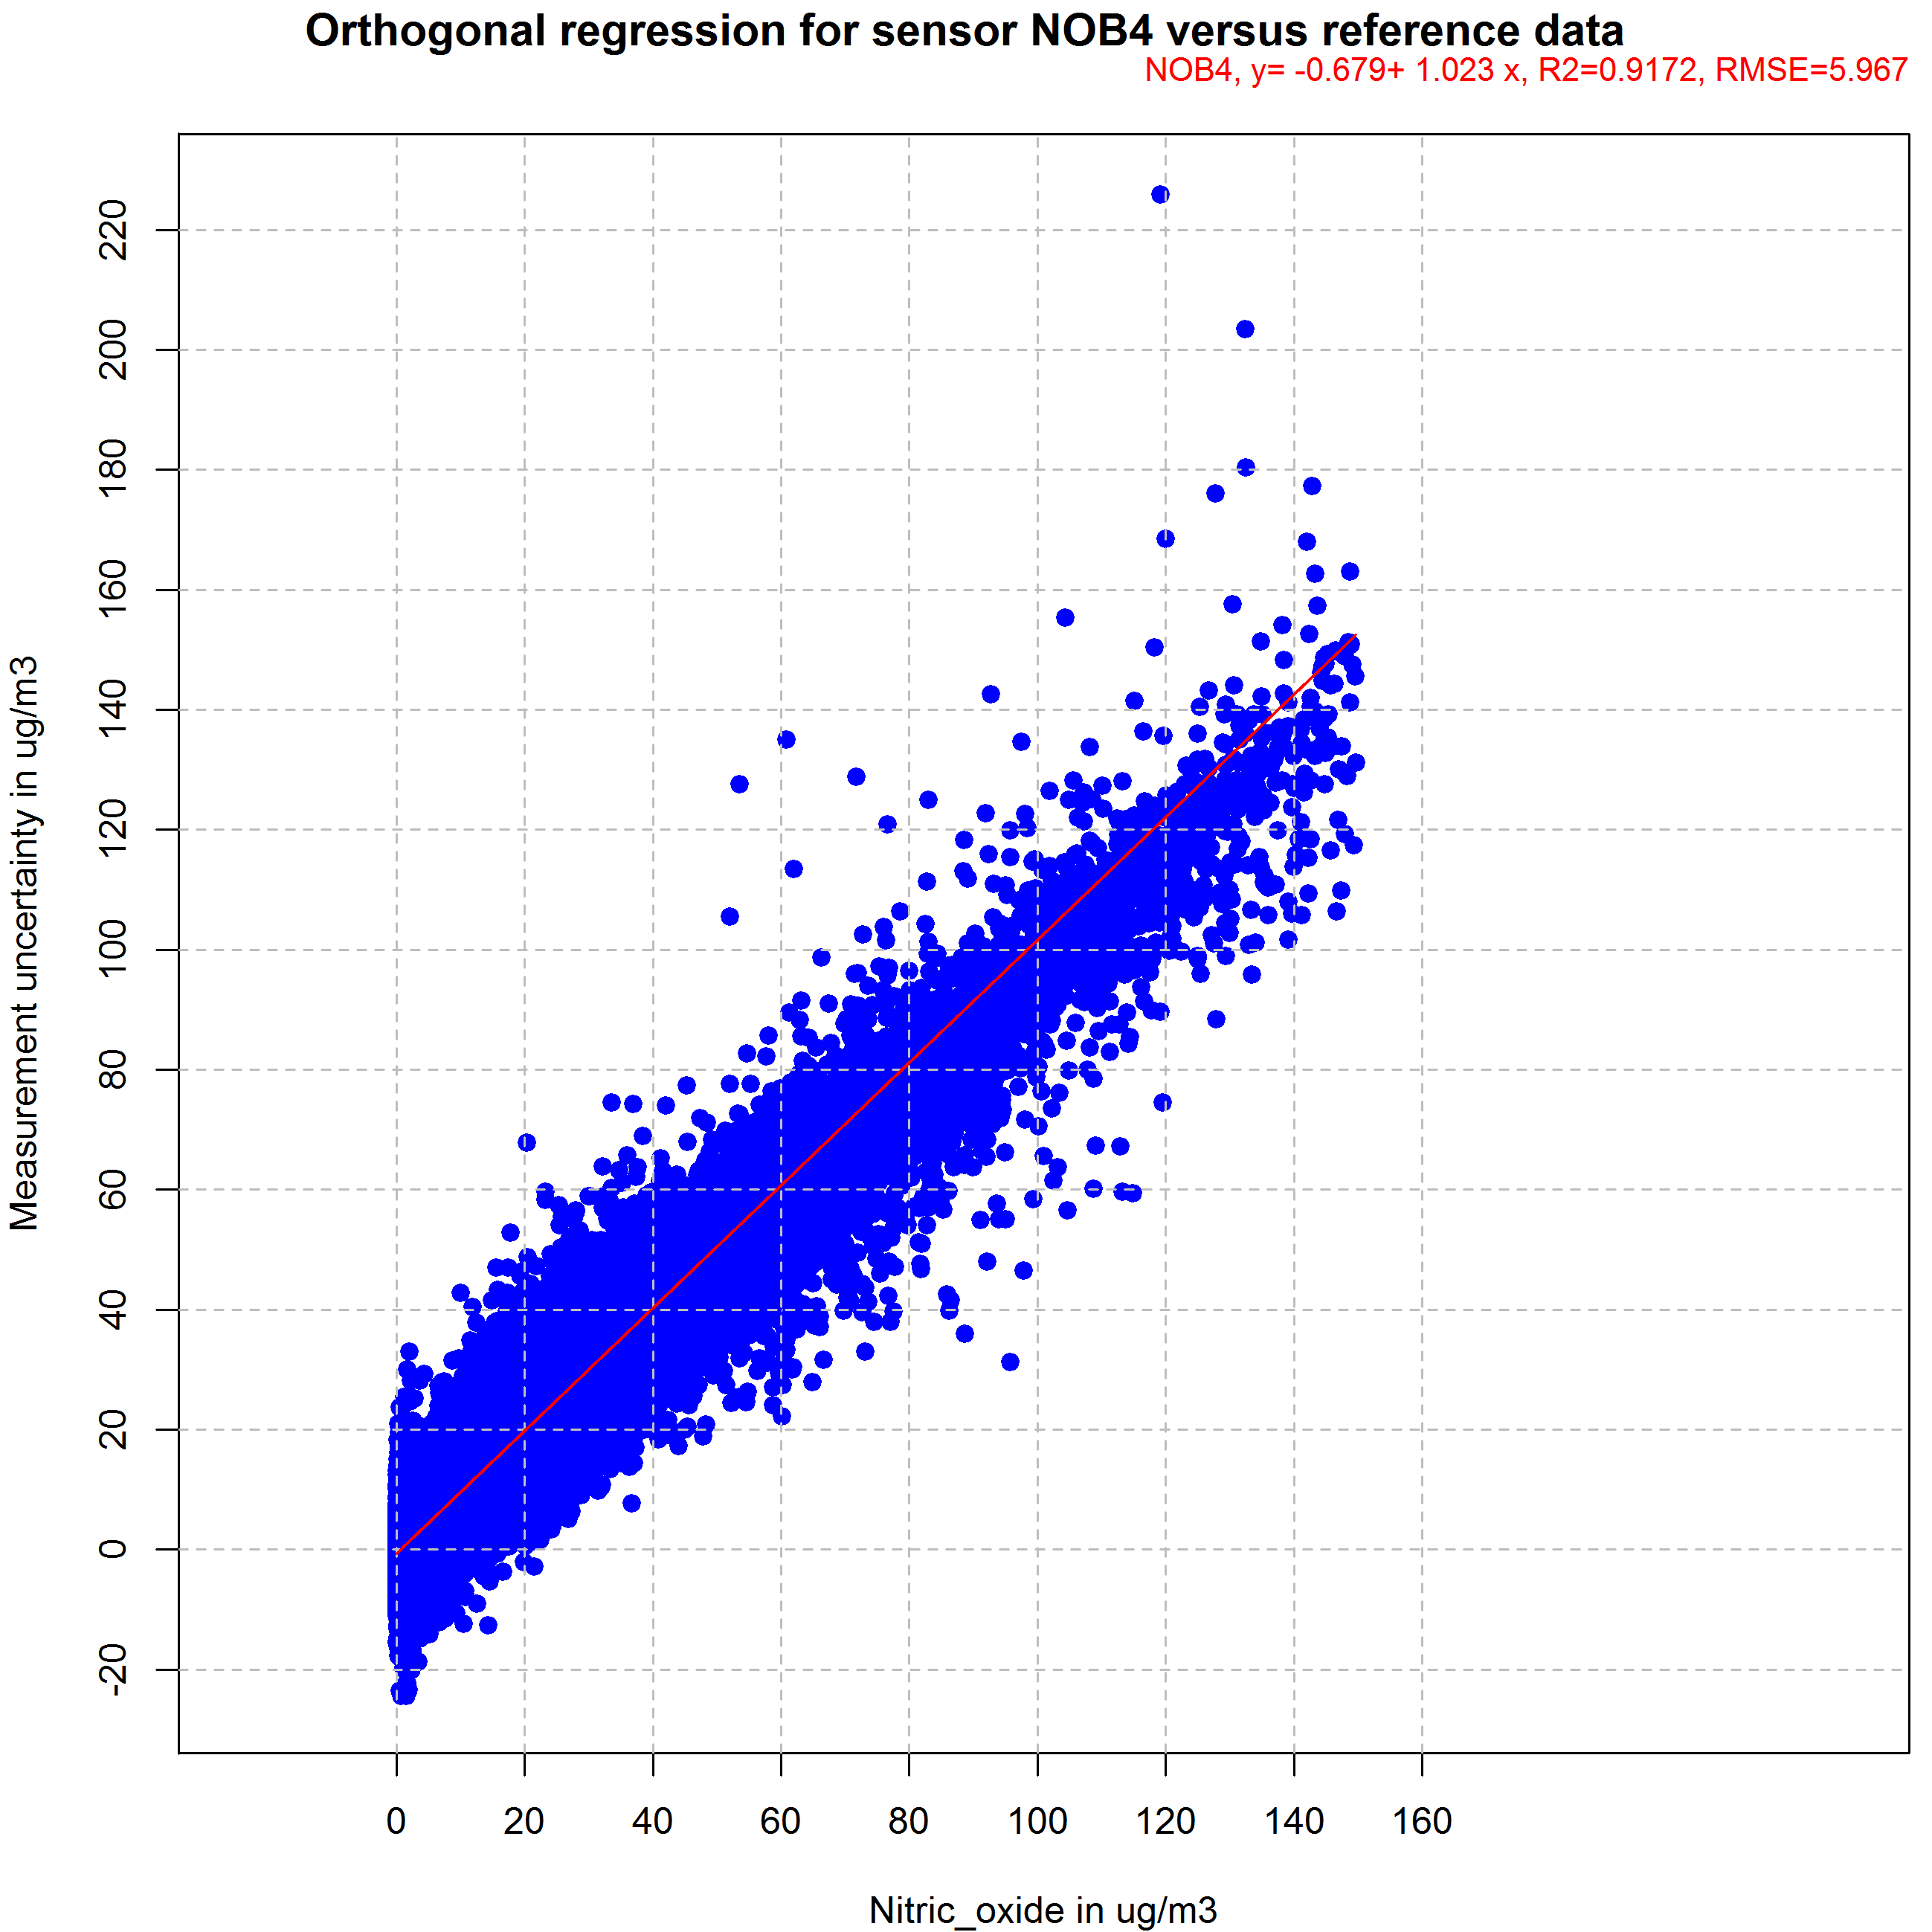 Orthogonal regression for sensor NOB4 versus reference data
NOB4, y= -0.679+ 1.023 x, R2=0.9172, RMSE=5.967
Measurement uncertainty in ug/m3
220
200
180
160
140
120
100
80
60
40
20
0
-20
0 20 40 60 80 100 120 140 160
Nitric_oxide in ug/m3